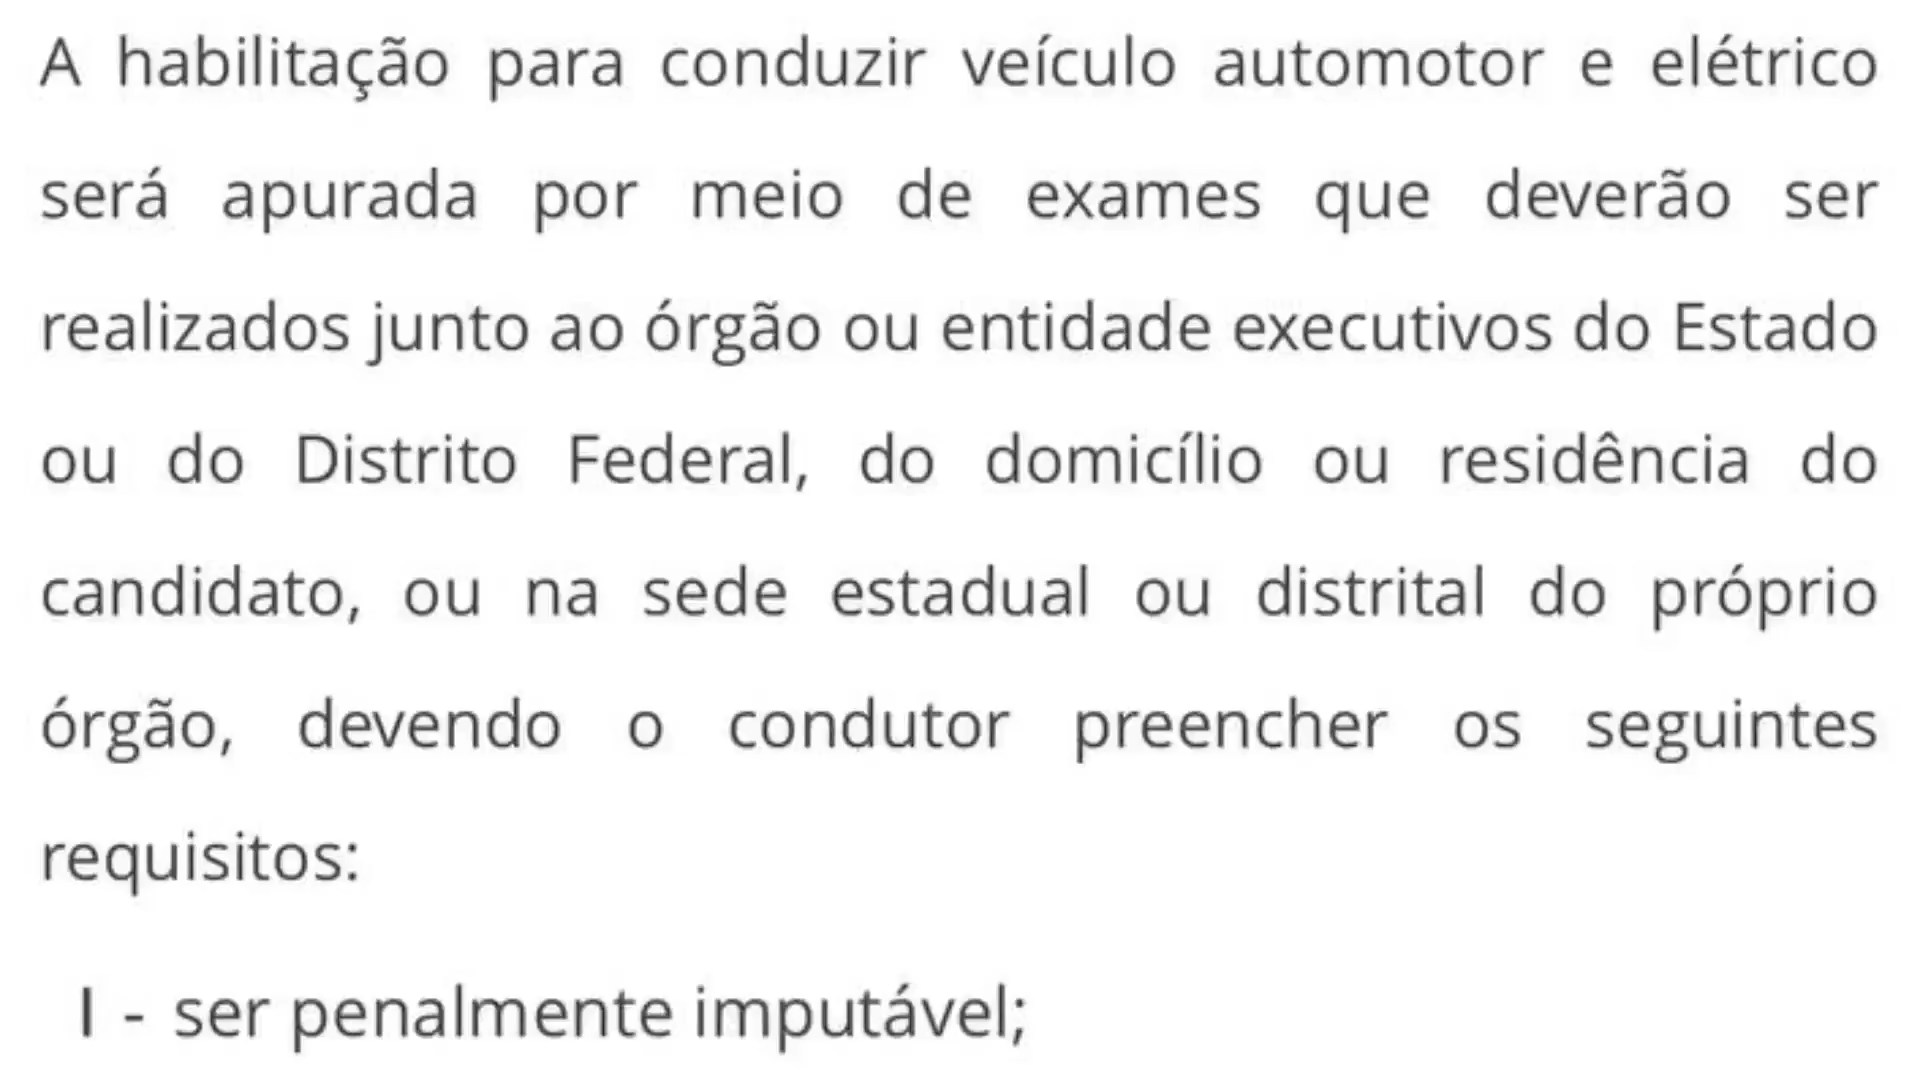 A habilitação para conduzir veículo automotor e elétrico
será apurada por meio de exames que deverão ser
realizados junto ao órgão ou entidade executivos do Estado
ou do Distrito Federal, do domicílio ou residência do
candidato, ou na sede estadual ou distrital do próprio
órgão, devendo o condutor preencher os seguintes
requisitos:
I - ser penalmente imputável;